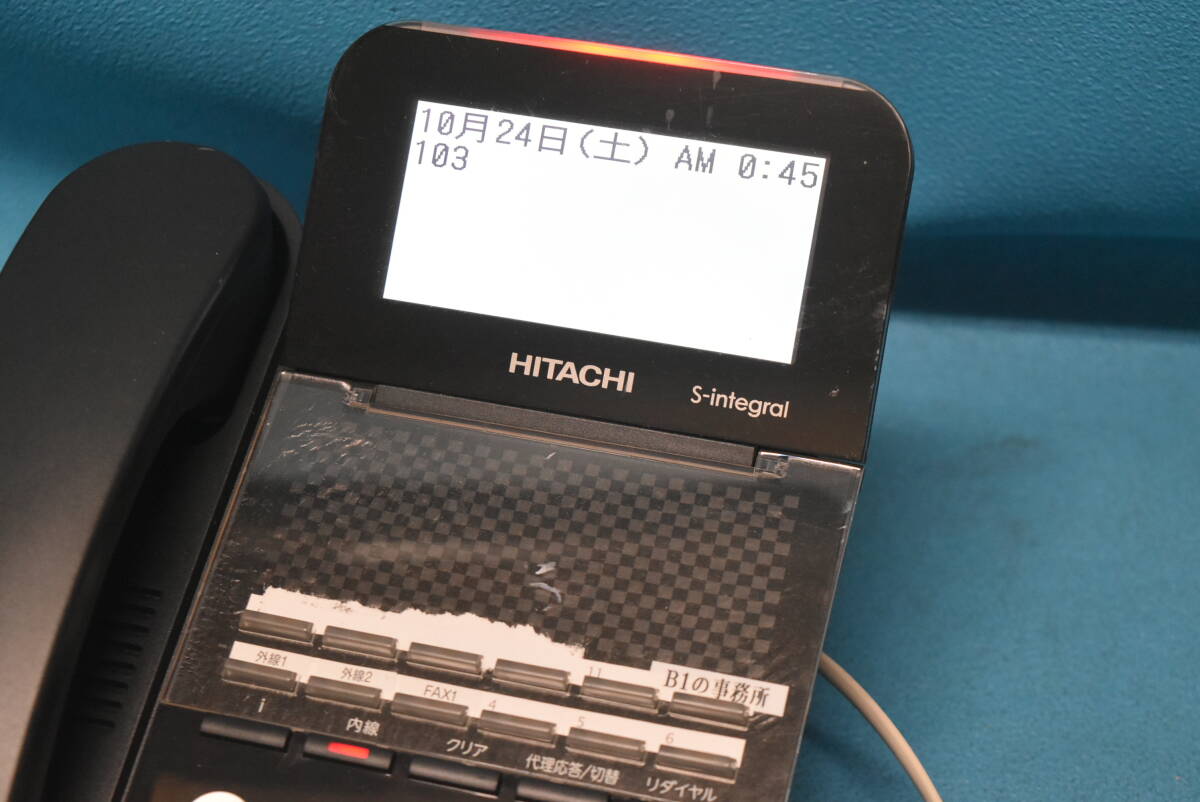 10月24日(土) AM 0:45
103
HITACHI
S-integral
11
B1の事務所
外線1
外線2
FAX1
4
5
6
i
内線
クリア
代理応答/切替
リダイヤル